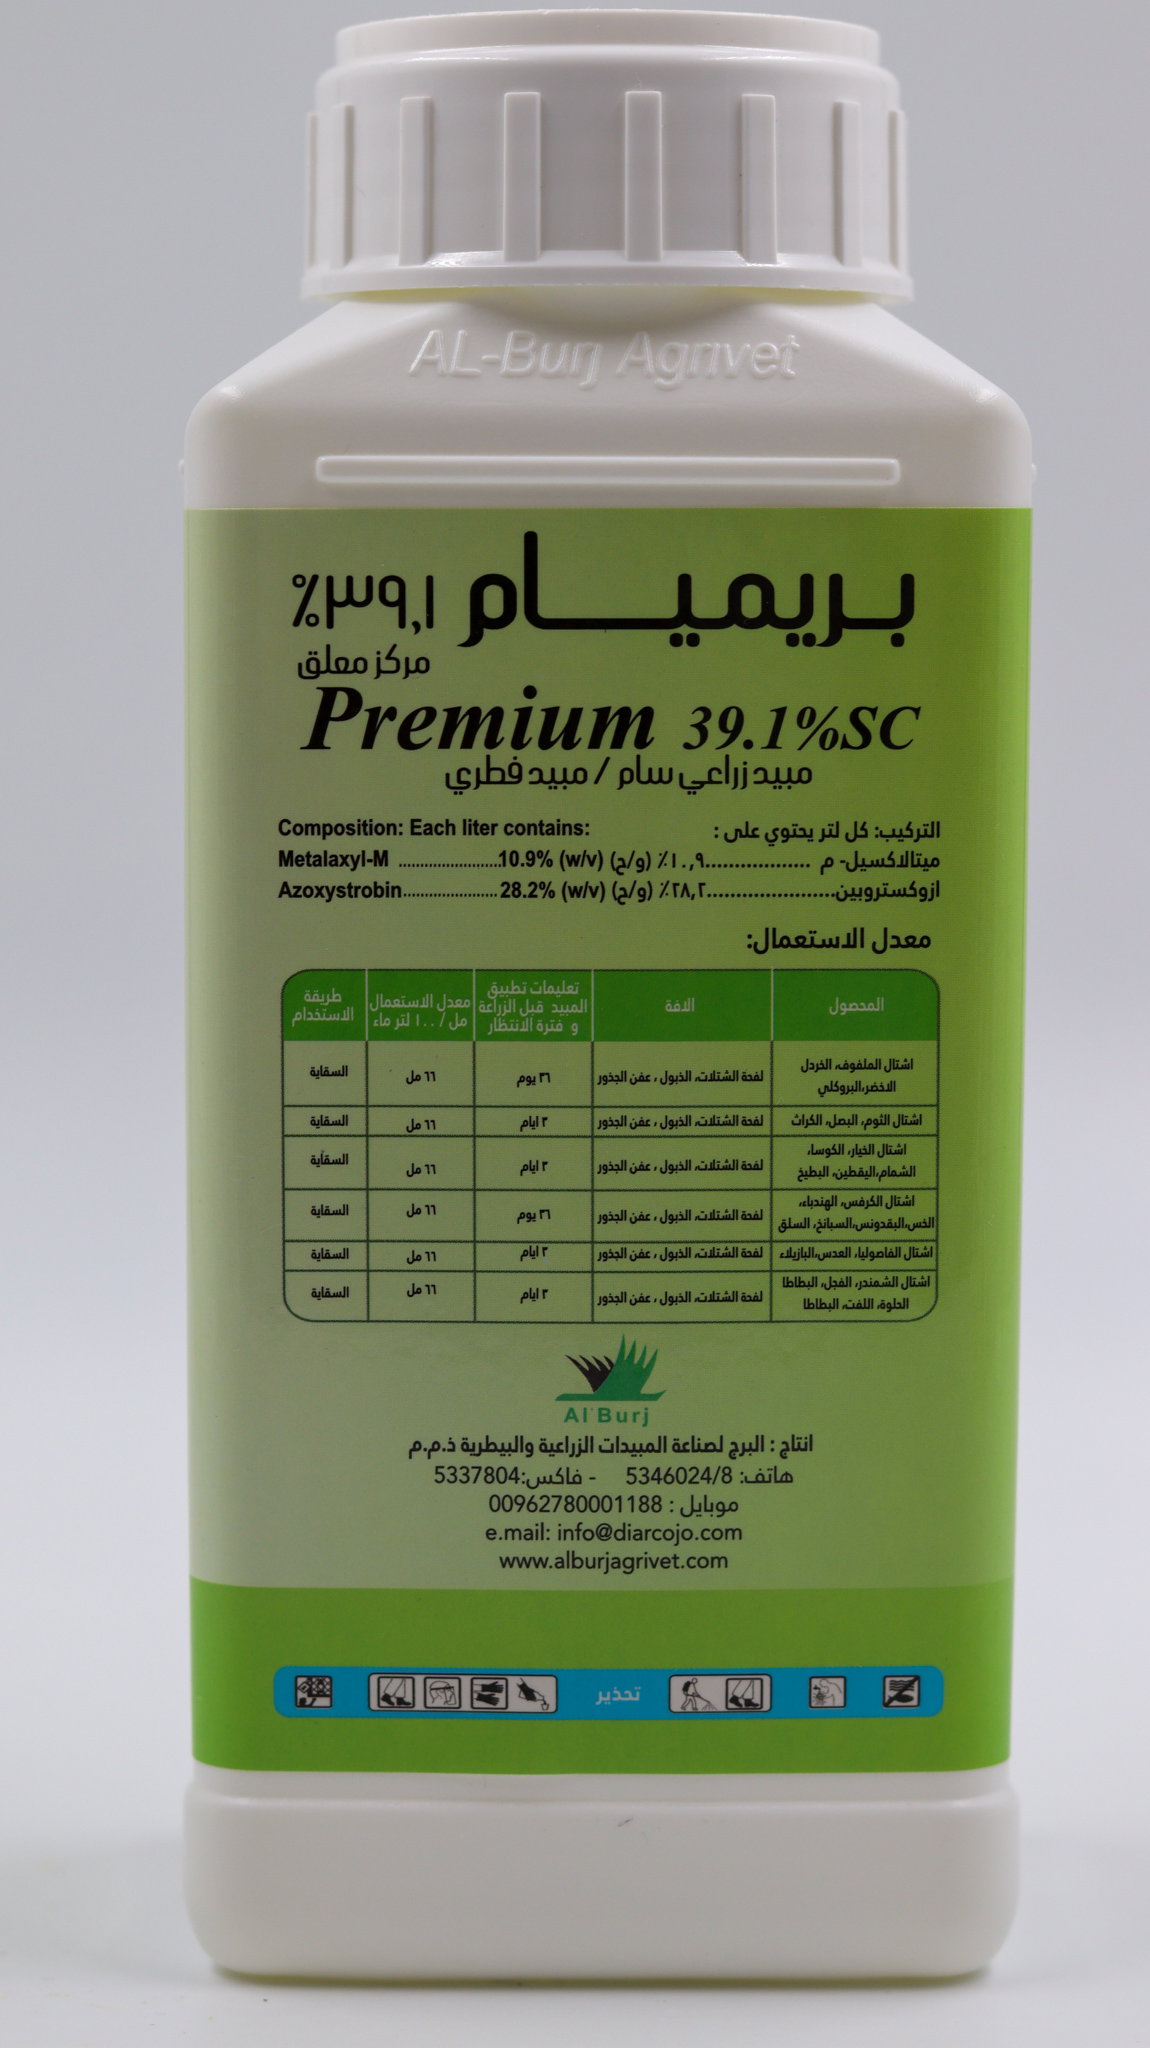 AL-Burj Agrivet
بريميام ٣٩,١%
مركز معلق
Premium 39.1%SC
مبيد زراعي سام / مبيد فطري
Composition: Each liter contains: التركيب: كل لتر يحتوي على :
Metalaxyl-M ........................10.9% (w/v) ميتالاكسيل- م ...................١٠,٩٪ (و/ح)
Azoxystrobin...................... 28.2% (w/v) ازوكستروبين.......................٢٨,٢٪ (و/ح)
معدل الاستعمال:
المحصول الافة تعليمات تطبيق المبيد قبل الزراعة و فترة الانتظار معدل الاستعمال مل / ١٠٠ لتر ماء طريقة الاستخدام
اشتال الملفوف، الخردل الاخضر،البروكلي لفحة الشتلات، الذبول ، عفن الجذور ٣٦ يوم ٦٦ مل السقاية
اشتال الثوم، البصل، الكراث لفحة الشتلات، الذبول ، عفن الجذور ٣ ايام ٦٦ مل السقاية
اشتال الخيار، الكوسا، الشمام،اليقطين، البطيخ لفحة الشتلات، الذبول ، عفن الجذور ٣ ايام ٦٦ مل السقاية
اشتال الكرفس، الهندباء، الخس،البقدونس،السبانخ، السلق لفحة الشتلات، الذبول ، عفن الجذور ٣٦ يوم ٦٦ مل السقاية
اشتال الفاصوليا، العدس،البازيلاء لفحة الشتلات، الذبول ، عفن الجذور ٣ ايام ٦٦ مل السقاية
اشتال الشمندر، الفجل، البطاطا الحلوة، اللفت، البطاطا لفحة الشتلات، الذبول ، عفن الجذور ٣ ايام ٦٦ مل السقاية
Al Burj
انتاج : البرج لصناعة المبيدات الزراعية والبيطرية ذ.م.م
هاتف: 5346024/8 - فاكس:5337804
موبايل : 00962780001188
e.mail: info@diarcojo.com
www.alburjagrivet.com
تحذير